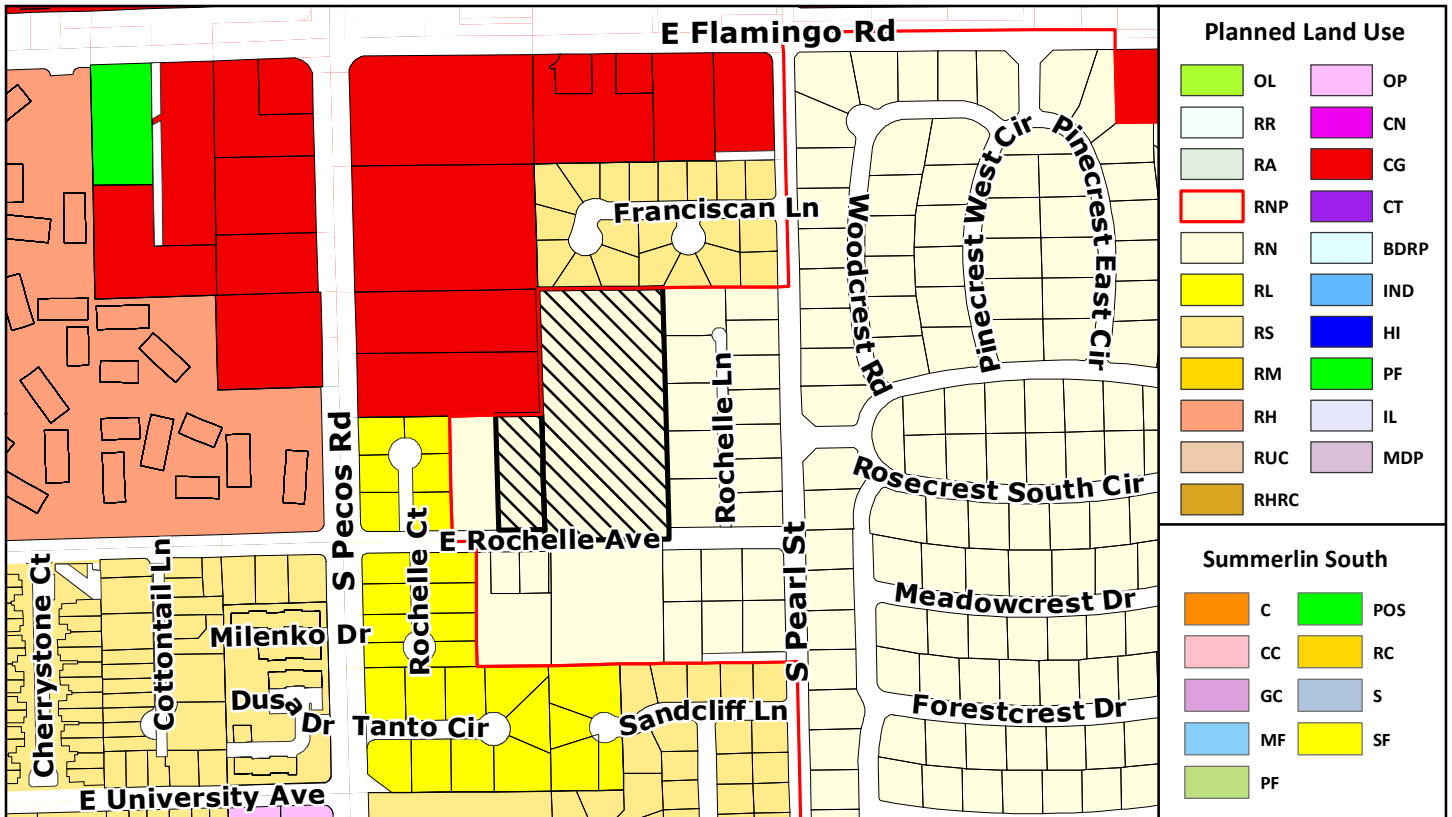 E Flamingo Rd
Franciscan Ln
Woodcrest Rd
Pinecrest West Cir
Pinecrest East Cir
Rochelle Ln
S Pecos Rd
Rosecrest South Cir
Rochelle Ct
E Rochelle Ave
S Pearl St
Cherrystone Ct
Cottontail Ln
Milenko Dr
Meadowcrest Dr
Dusa Dr
Tanto Cir
Sandcliff Ln
Forestcrest Dr
E University Ave
Planned Land Use
OL
OP
RR
CN
RA
CG
RNP
CT
RN
BDRP
RL
IND
RS
HI
RM
PF
RH
IL
RUC
MDP
RHRC
Summerlin South
C
POS
CC
RC
GC
S
MF
SF
PF